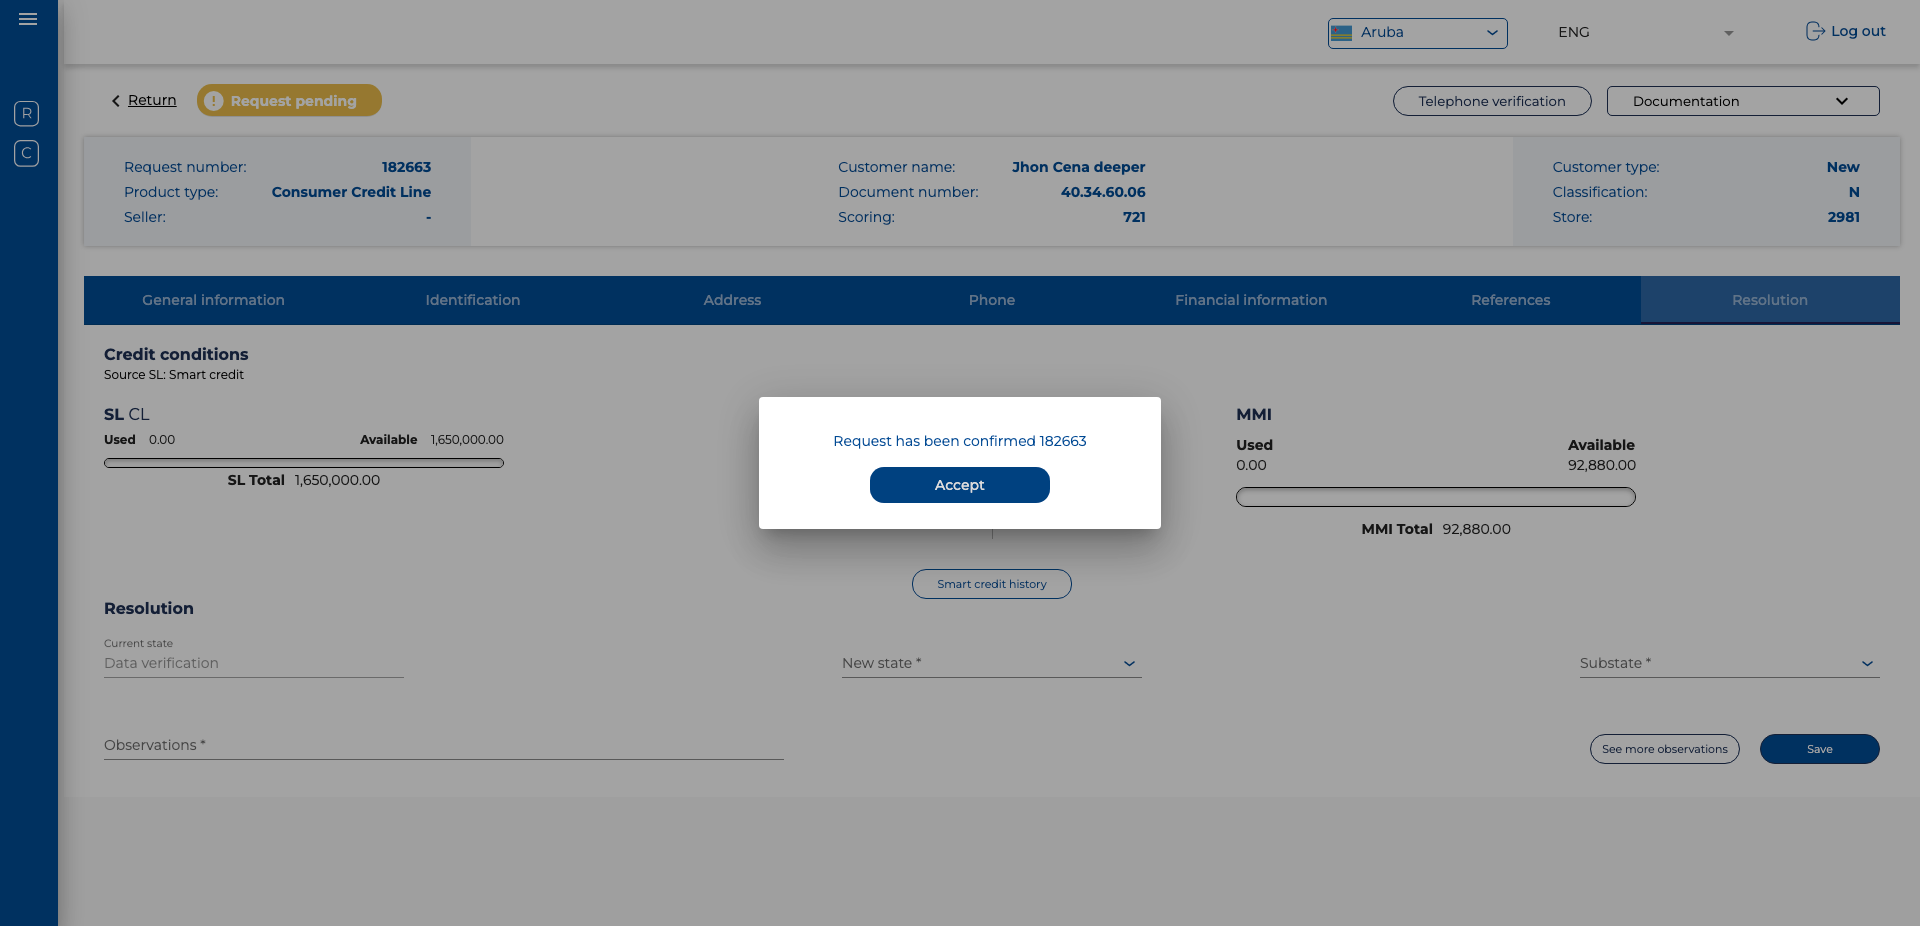 Aruba
ENG
Log out
R
C
Return
! Request pending
Telephone verification
Documentation
Request number: 182663
Product type: Consumer Credit Line
Seller: -
Customer name: Jhon Cena deeper
Document number: 40.34.60.06
Scoring: 721
Customer type: New
Classification: N
Store: 2981
General information
Identification
Address
Phone
Financial information
References
Resolution
Credit conditions
Source SL: Smart credit
SL CL
Used 0.00 Available 1,650,000.00
SL Total 1,650,000.00
Request has been confirmed 182663
Accept
MMI
Used Available
0.00 92,880.00
MMI Total 92,880.00
Smart credit history
Resolution
Current state
Data verification
New state *
Substate *
Observations *
See more observations
Save